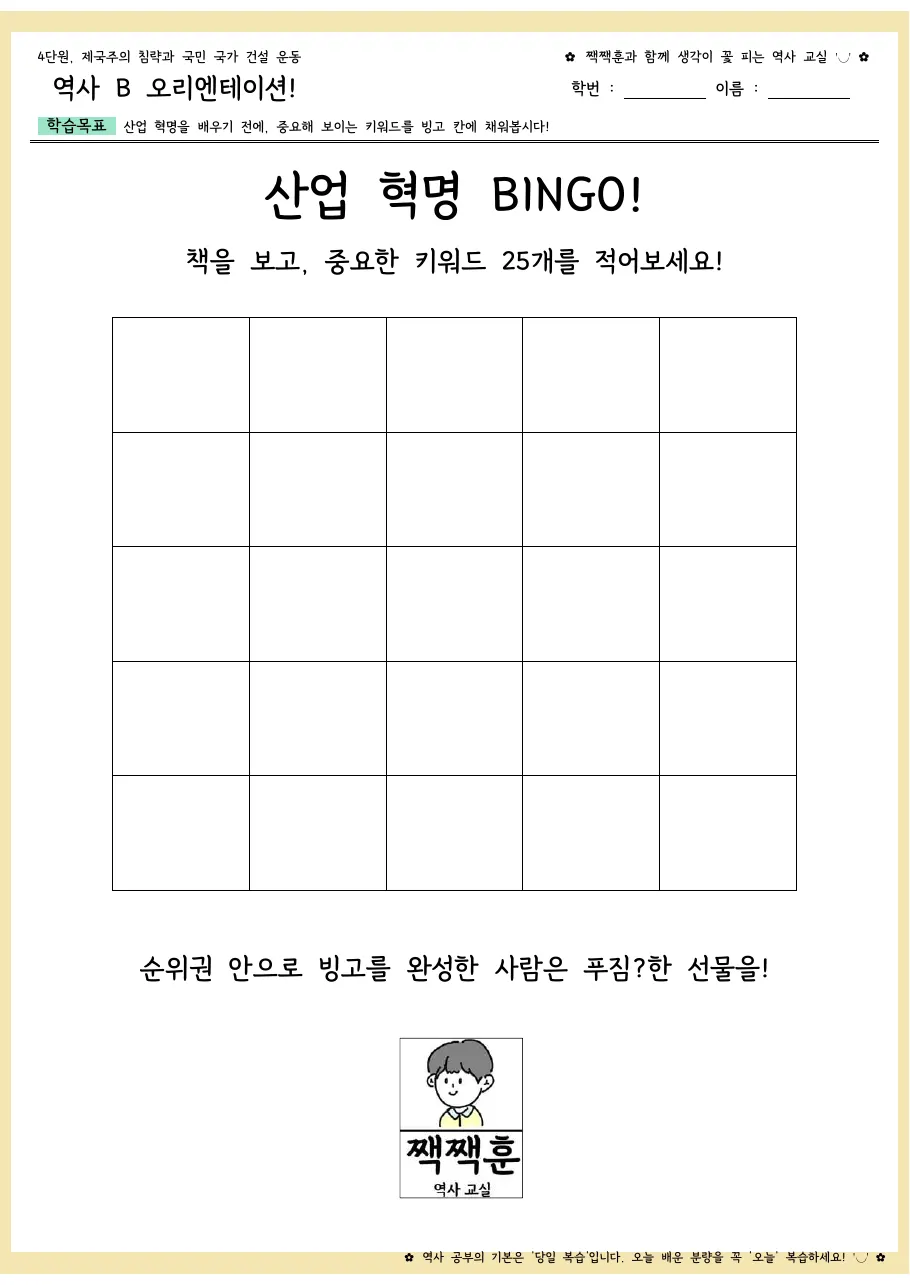 4단원, 제국주의 침략과 국민 국가 건설 운동
✿ 짹짹훈과 함께 생각이 꽃 피는 역사 교실 '◡' ✿
역사 B 오리엔테이션!
학번 : ________ 이름 : ________
학습목표 산업 혁명을 배우기 전에, 중요해 보이는 키워드를 빙고 칸에 채워봅시다!
산업 혁명 BINGO!
책을 보고, 중요한 키워드 25개를 적어보세요!
순위권 안으로 빙고를 완성한 사람은 푸짐?한 선물을!
짹짹훈
역사 교실
✿ 역사 공부의 기본은 '당일 복습'입니다. 오늘 배운 분량을 꼭 '오늘' 복습하세요! '◡' ✿